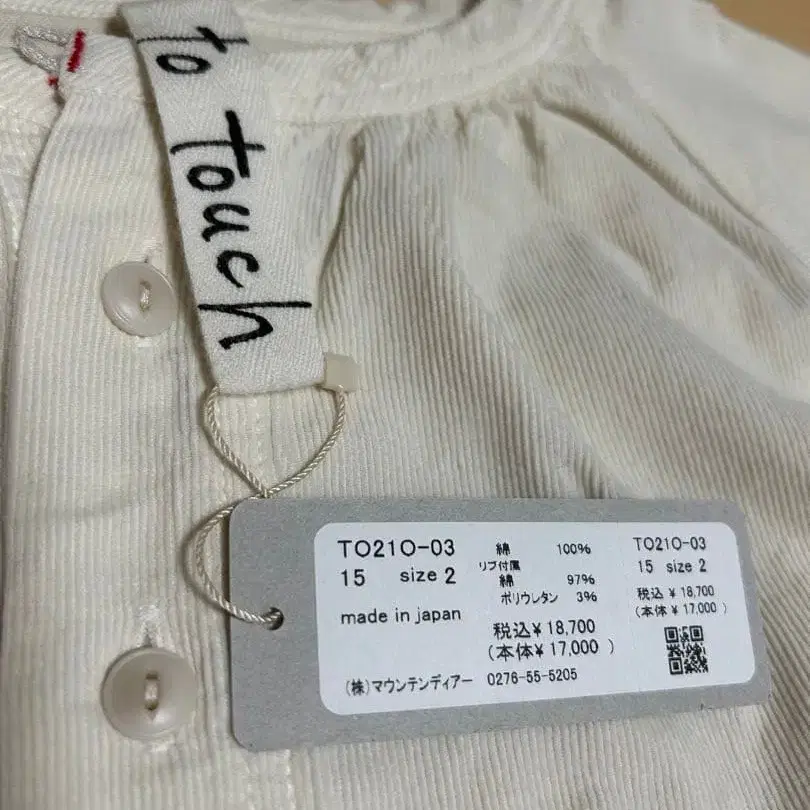 to touch
TO21O-03
15 size 2
made in japan
綿 100%
リブ付属
綿 97%
ポリウレタン 3%
税込¥18,700
(本体¥17,000 )
(株)マウンテンディアー 0276-55-5205
TO21O-03
15 size 2
税込 ¥ 18,700
(本体 ¥ 17,000 )